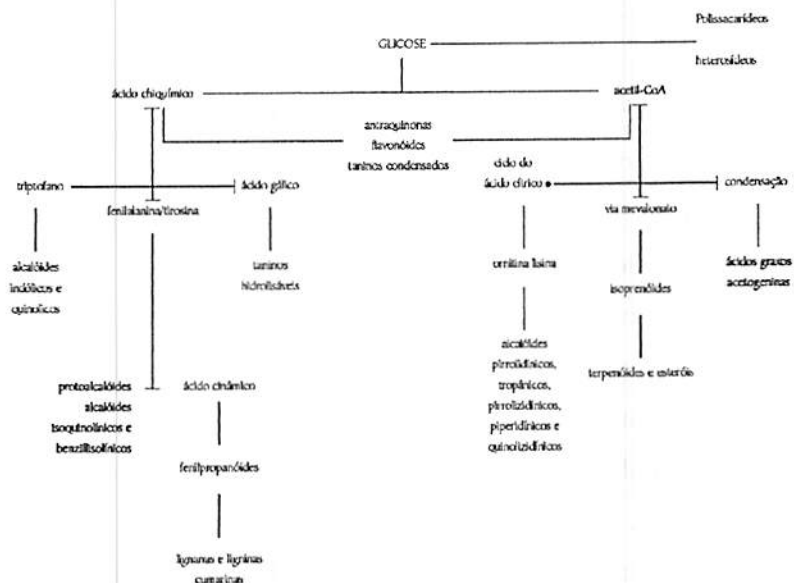 Polissacarídeos
GLICOSE
heterosídeos
ácido chiquímico
acetil-CoA
antraquinonas
flavonóides
taninos condensados
ciclo do
ácido cítrico
triptofano
ácido gálico
condensação
fenilalanina/tirosina
via mevalonato
alcalóides
indólicos e
quinolicos
taninos
hidrolisáveis
ornitina lisina
isoprenóides
ácidos graxos
acetogeninas
alcalóides
pirrolidínicos,
tropânicos,
pirrolizidínicos,
piperidínicos e
quinolizidínicos
terpenóides e esteróis
protoalcalóides
alcalóides
isoquinolínicos e
ácido cinâmico
fenilpropanóides
lignanas e ligninas
cumarinas